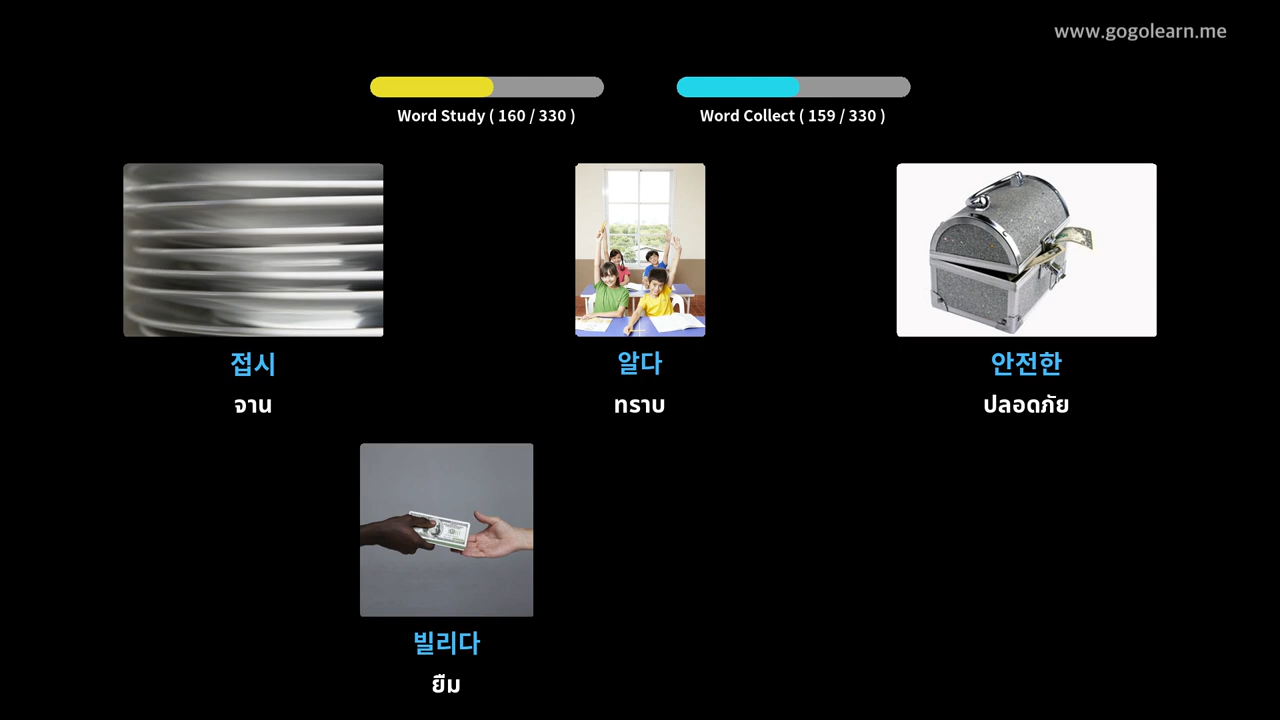 www.gogolearn.me
Word Study ( 160 / 330 )
Word Collect ( 159 / 330 )
접시
알다
안전한
จาน
ทราบ
ปลอดภัย
빌리다
ยืม